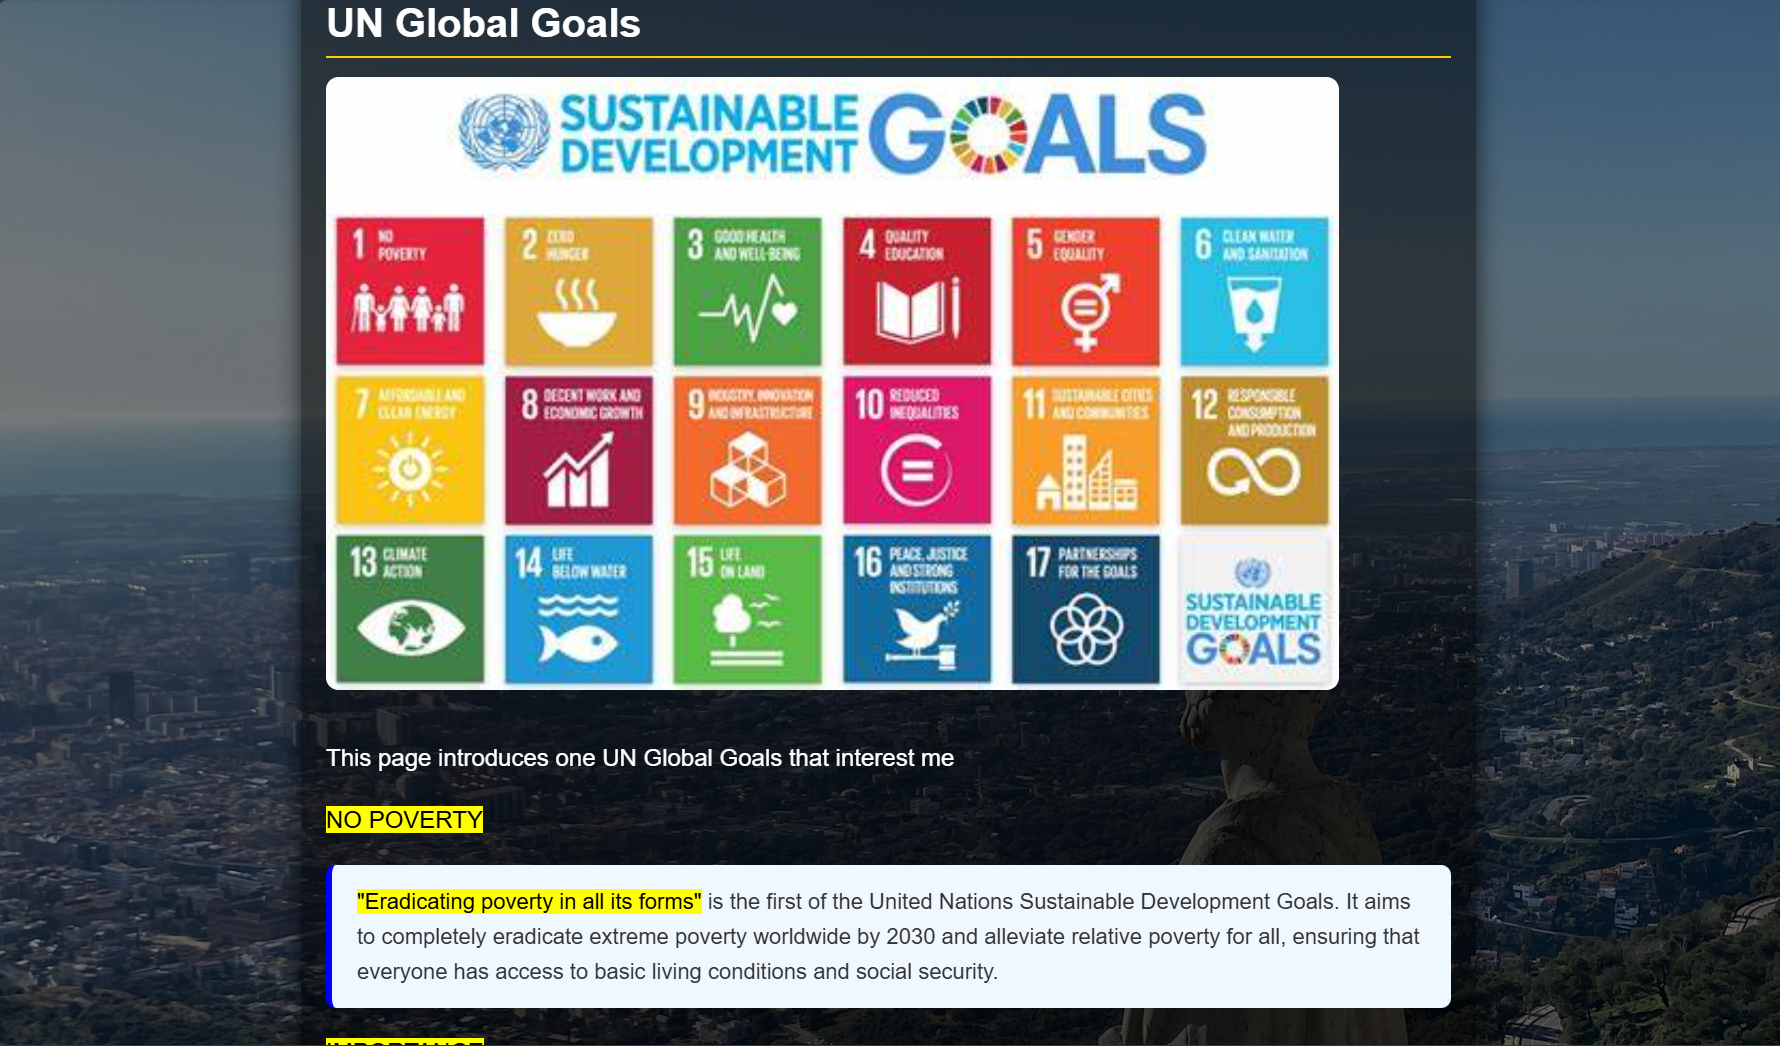 UN Global Goals
SUSTAINABLE
DEVELOPMENT
GOALS
1 NO
POVERTY
2 ZERO
HUNGER
3 GOOD HEALTH
AND WELL-BEING
4 QUALITY
EDUCATION
5 GENDER
EQUALITY
6 CLEAN WATER
AND SANITATION
7 AFFORDABLE AND
CLEAN ENERGY
8 DECENT WORK AND
ECONOMIC GROWTH
9 INDUSTRY, INNOVATION
AND INFRASTRUCTURE
10 REDUCED
INEQUALITIES
11 SUSTAINABLE CITIES
AND COMMUNITIES
12 RESPONSIBLE
CONSUMPTION
AND PRODUCTION
13 CLIMATE
ACTION
14 LIFE
BELOW WATER
15 LIFE
ON LAND
16 PEACE, JUSTICE
AND STRONG
INSTITUTIONS
17 PARTNERSHIPS
FOR THE GOALS
SUSTAINABLE
DEVELOPMENT
GOALS
This page introduces one UN Global Goals that interest me
NO POVERTY
"Eradicating poverty in all its forms" is the first of the United Nations Sustainable Development Goals. It aims
to completely eradicate extreme poverty worldwide by 2030 and alleviate relative poverty for all, ensuring that
everyone has access to basic living conditions and social security.
IMPORTANCE